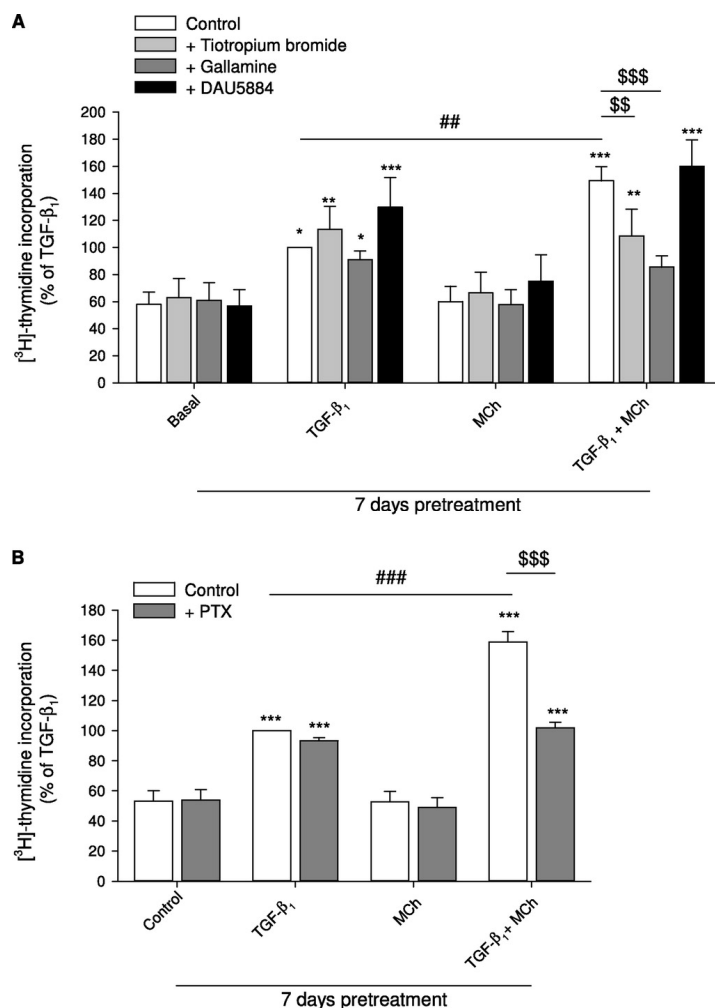 A
Control
+ Tiotropium bromide
+ Gallamine
+ DAU5884
$$$
$$
##
***
***
***
**
**
*
*
200
180
160
140
120
100
80
60
40
20
0
[³H]-thymidine incorporation
(% of TGF-β₁)
Basal
TGF-β₁
MCh
TGF-β₁ + MCh
7 days pretreatment
B
Control
+ PTX
$$$
###
***
***
***
***
180
160
140
120
100
80
60
40
20
0
[³H]-thymidine incorporation
(% of TGF-β₁)
Control
TGF-β₁
MCh
TGF-β₁+ MCh
7 days pretreatment